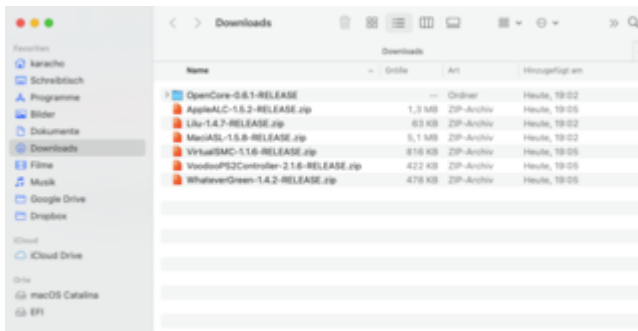 Downloads
Favoriten
karacho
Schreibtisch
Programme
Bilder
Dokumente
Downloads
Filme
Musik
Google Drive
Dropbox
iCloud
iCloud Drive
Orte
macOS Catalina
EFI
Downloads
Name Größe Art Hinzugefügt am
OpenCore-0.6.1-RELEASE -- Ordner Heute, 19:02
AppleALC-1.5.2-RELEASE.zip 1,3 MB ZIP-Archiv Heute, 19:05
Lilu-1.4.7-RELEASE.zip 63 KB ZIP-Archiv Heute, 19:02
MaciASL-1.5.8-RELEASE.zip 5,1 MB ZIP-Archiv Heute, 19:02
VirtualSMC-1.1.6-RELEASE.zip 816 KB ZIP-Archiv Heute, 19:05
VoodooPS2Controller-2.1.6-RELEASE.zip 422 KB ZIP-Archiv Heute, 19:05
WhateverGreen-1.4.2-RELEASE.zip 478 KB ZIP-Archiv Heute, 19:05